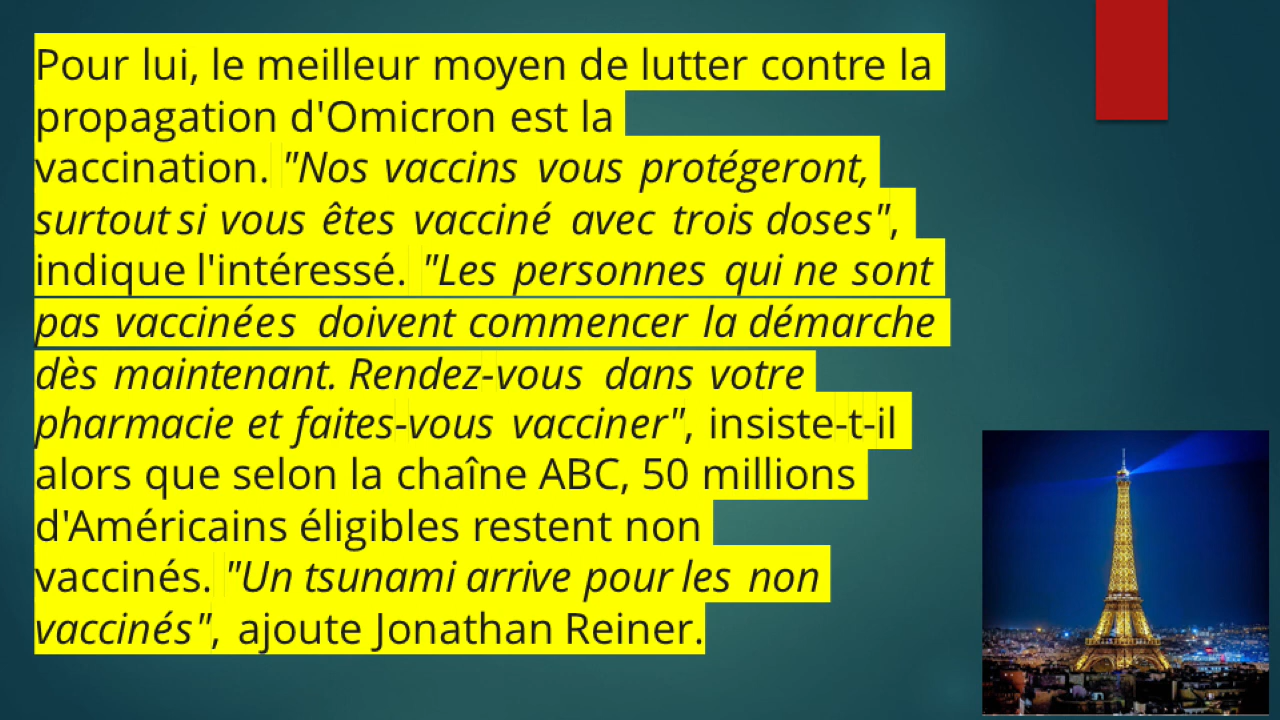 Pour lui, le meilleur moyen de lutter contre la
propagation d'Omicron est la
vaccination. "Nos vaccins vous protégeront,
surtout si vous êtes vacciné avec trois doses",
indique l'intéressé. "Les personnes qui ne sont
pas vaccinées doivent commencer la démarche
dès maintenant. Rendez-vous dans votre
pharmacie et faites-vous vacciner", insiste-t-il
alors que selon la chaîne ABC, 50 millions
d'Américains éligibles restent non
vaccinés. "Un tsunami arrive pour les non
vaccinés", ajoute Jonathan Reiner.